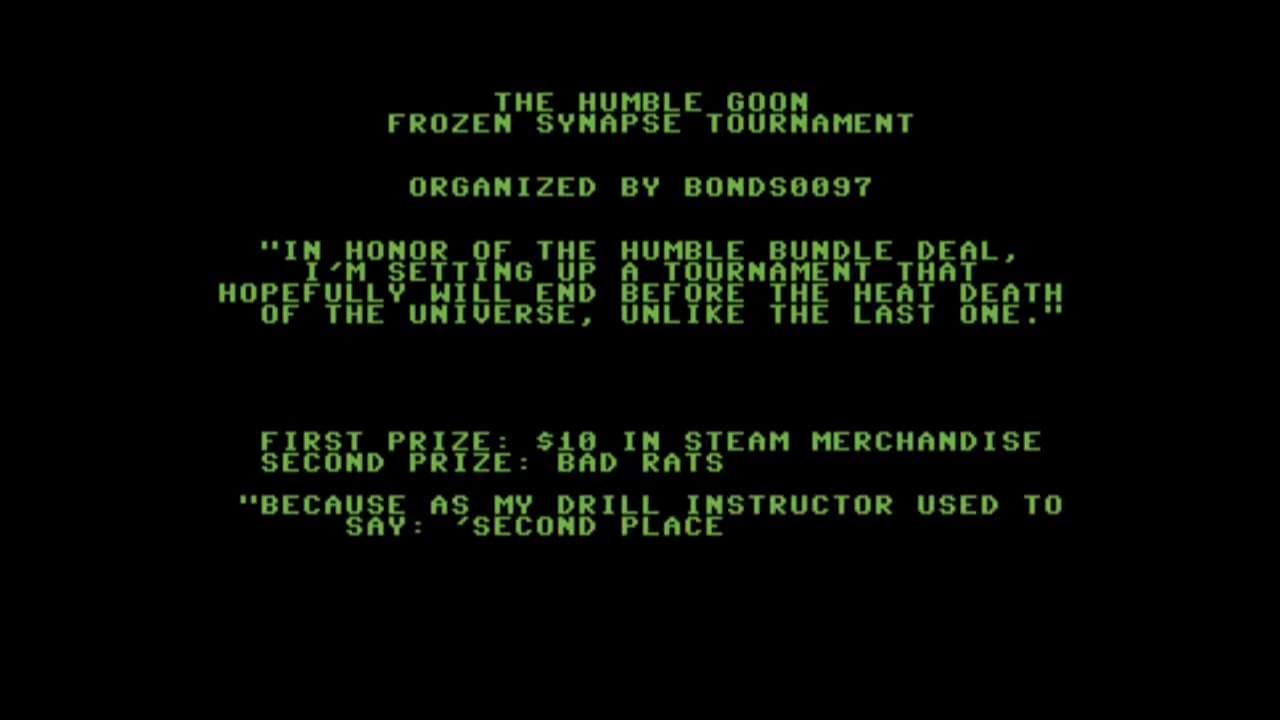 THE HUMBLE GOON
FROZEN SYNAPSE TOURNAMENT
ORGANIZED BY BONDS0097
"IN HONOR OF THE HUMBLE BUNDLE DEAL,
I'M SETTING UP A TOURNAMENT THAT
HOPEFULLY WILL END BEFORE THE HEAT DEATH
OF THE UNIVERSE, UNLIKE THE LAST ONE."
FIRST PRIZE: $10 IN STEAM MERCHANDISE
SECOND PRIZE: BAD RATS
"BECAUSE AS MY DRILL INSTRUCTOR USED TO
SAY: 'SECOND PLACE